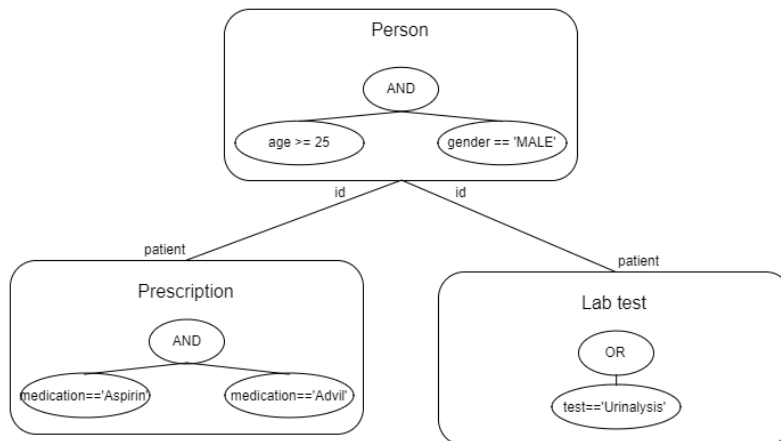 Person
AND
age >= 25
gender == 'MALE'
id
id
patient
patient
Prescription
Lab test
AND
OR
medication=='Aspirin'
medication=='Advil'
test=='Urinalysis'